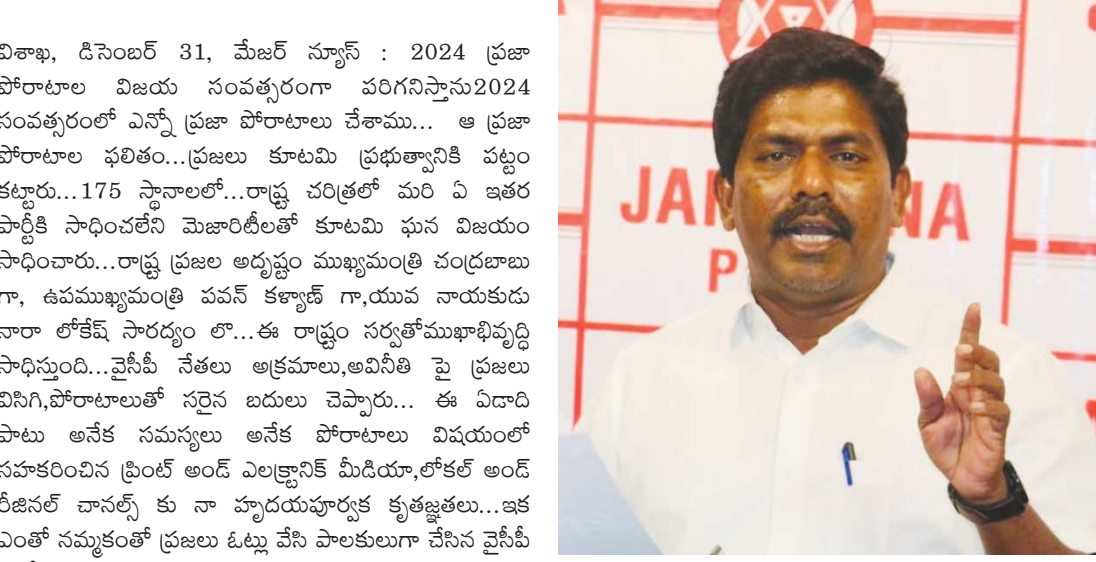 విశాఖ, డిసెంబర్ 31, మేజర్ న్యూస్ : 2024 ప్రజా
పోరాటాల విజయ సంవత్సరంగా పరిగనిస్తాను2024
సంవత్సరంలో ఎన్నో ప్రజా పోరాటాలు చేశాము... ఆ ప్రజా
పోరాటాల ఫలితం...ప్రజలు కూటమి ప్రభుత్వానికి పట్టం
కట్టారు...175 స్థానాలలో...రాష్ట్ర చరిత్రలో మరి ఏ ఇతర
పార్టీకి సాధించలేని మెజారిటీలతో కూటమి ఘన విజయం
సాధించారు...రాష్ట్ర ప్రజల అదృష్టం ముఖ్యమంత్రి చంద్రబాబు
గా, ఉపముఖ్యమంత్రి పవన్ కళ్యాణ్ గా,యువ నాయకుడు
నారా లోకేష్ సారద్యం లొ...ఈ రాష్ట్రం సర్వతోముఖాభివృద్ధి
సాధిస్తుంది...వైసీపీ నేతలు అక్రమాలు,అవినీతి పై ప్రజలు
విసిగి,పోరాటాలుతో సరైన బదులు చెప్పారు... ఈ ఏడాది
పాటు అనేక సమస్యలు అనేక పోరాటాలు విషయంలో
సహకరించిన ప్రింట్ అండ్ ఎలక్ట్రానిక్ మీడియా,లోకల్ అండ్
రీజినల్ చానల్స్ కు నా హృదయపూర్వక కృతజ్ఞతలు...ఇక
ఎంతో నమ్మకంతో ప్రజలు ఓట్లు వేసి పాలకులుగా చేసిన వైసీపీ